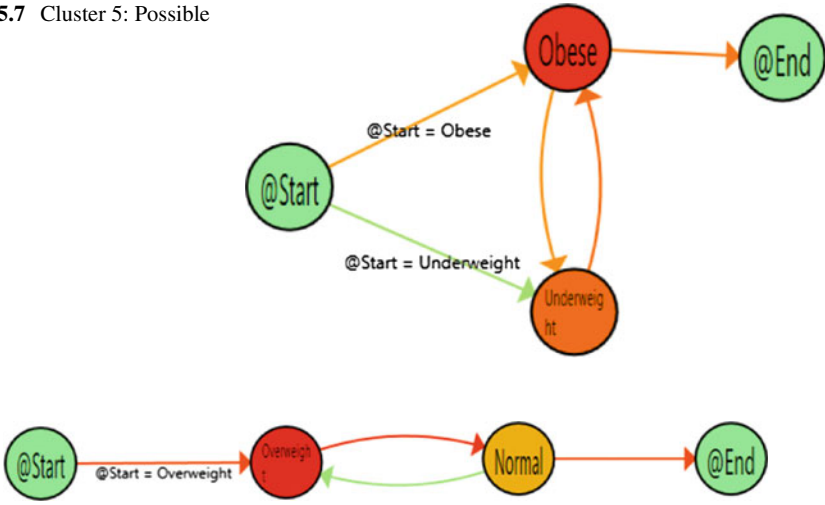 5.7 Cluster 5: Possible
Obese
@End
@Start = Obese
@Start
@Start = Underweight
Underweig
ht
@Start
@Start = Overweight
Overweigh
t
Normal
@End